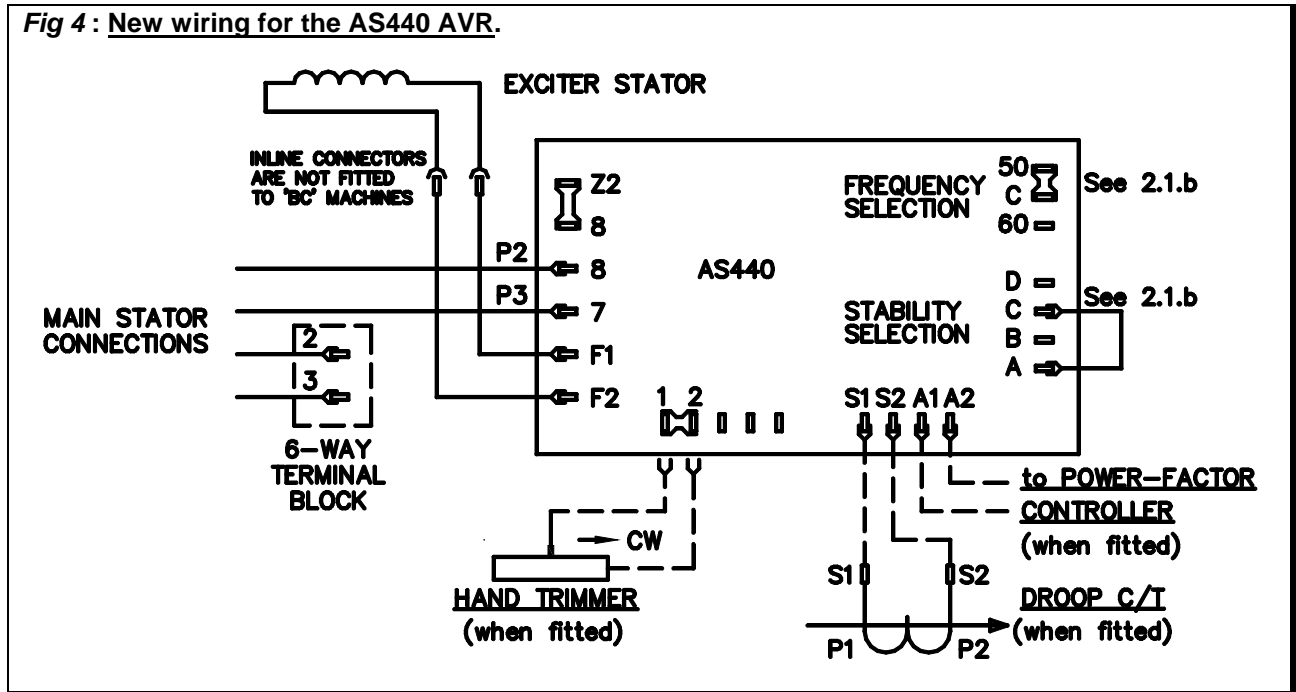 Fig 4 : New wiring for the AS440 AVR.
EXCITER STATOR
INLINE CONNECTORS
ARE NOT FITTED
TO 'BC' MACHINES
Z2
8
FREQUENCY
SELECTION
50
C
60
See 2.1.b
P2
8
AS440
P3
7
MAIN STATOR
CONNECTIONS
2
3
F1
F2
STABILITY
SELECTION
D
C
B
A
See 2.1.b
1 2
S1 S2 A1 A2
6-WAY
TERMINAL
BLOCK
to POWER-FACTOR
CONTROLLER
(when fitted)
CW
HAND TRIMMER
(when fitted)
S1
S2
DROOP C/T
(when fitted)
P1
P2